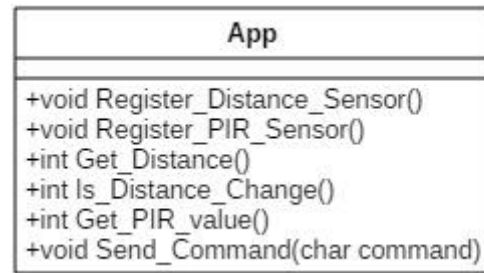 App
+void Register_Distance_Sensor()
+void Register_PIR_Sensor()
+int Get_Distance()
+int Is_Distance_Change()
+int Get_PIR_value()
+void Send_Command(char command)